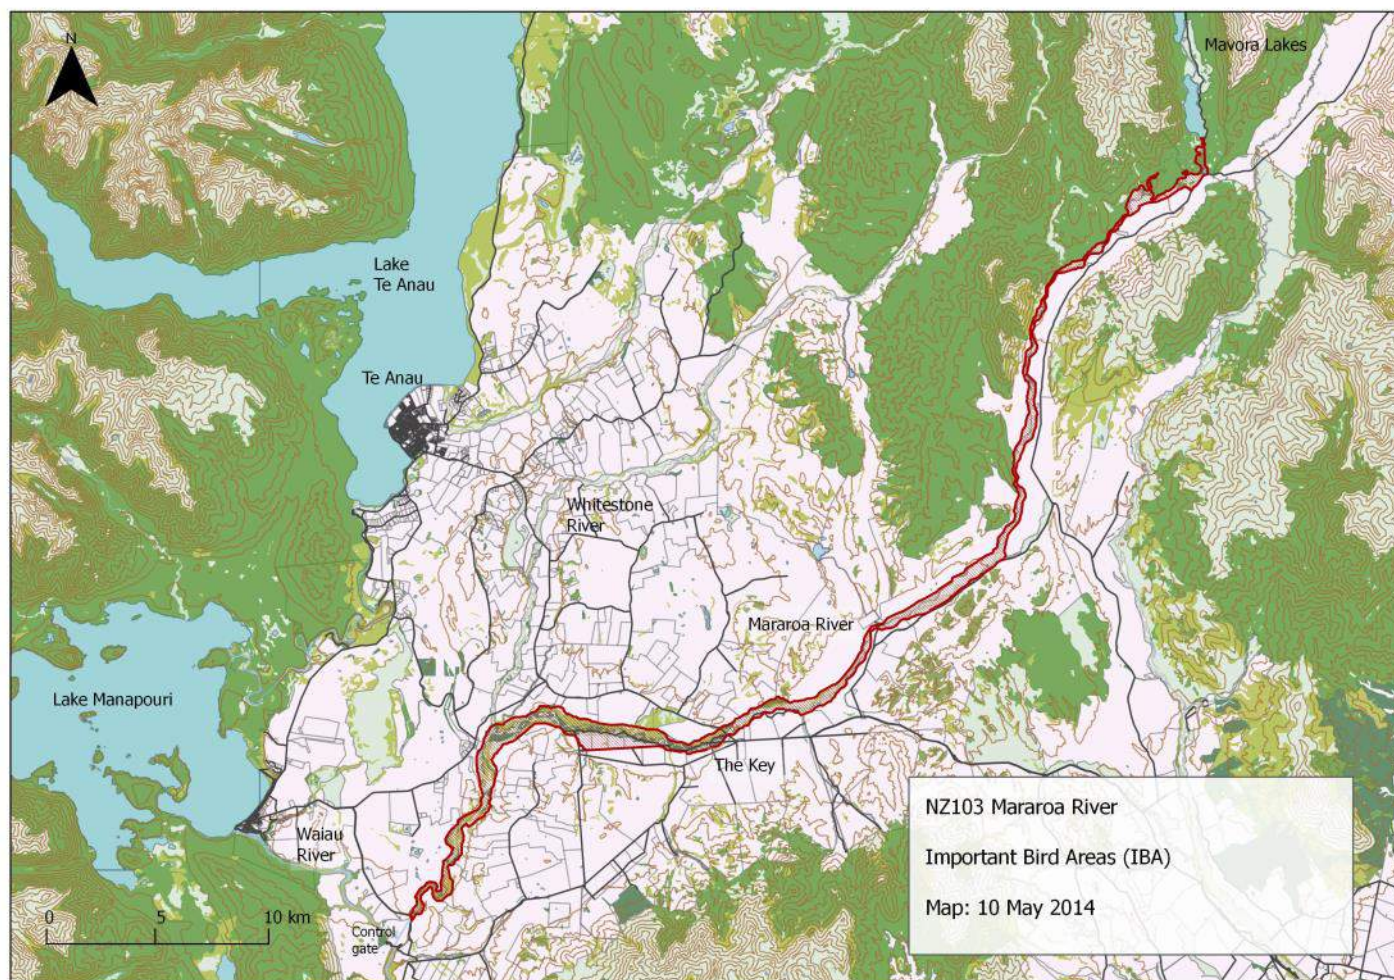 N
Mavora Lakes
Lake
Te Anau
Te Anau
Whitestone
River
Mararoa River
Lake Manapouri
The Key
Waiau
River
Control
gate
0 5 10 km
NZ103 Mararoa River
Important Bird Areas (IBA)
Map: 10 May 2014